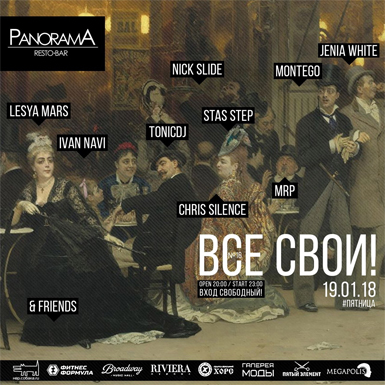 PANORAMA
RESTO-BAR
JENIA WHITE
NICK SLIDE
MONTEGO
LESYA MARS
STAS STEP
TONICDJ
IVAN NAVI
MRP
CHRIS SILENCE
ВСЕ СВОИ!
OPEN 20:00 / START 23:00
ВХОД СВОБОДНЫЙ!
19.01.18
#ПЯТНИЦА
& FRIENDS
ФИТНЕС ФОРМУЛА
Broadway
RIVIERA
ХОРО
ГАЛЕРЕЯ МОДЫ
ПЯТЫЙ ЭЛЕМЕНТ
MEGAPOLIS